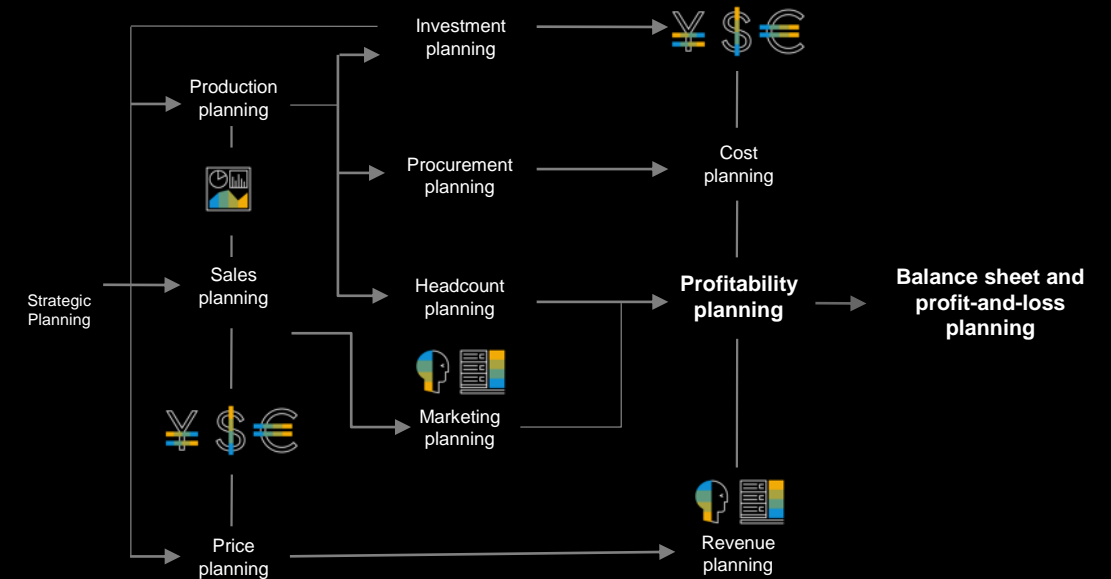 Investment
planning
Production
planning
Procurement
planning
Cost
planning
Strategic
Planning
Sales
planning
Headcount
planning
Profitability
planning
Balance sheet and
profit-and-loss
planning
Marketing
planning
Price
planning
Revenue
planning